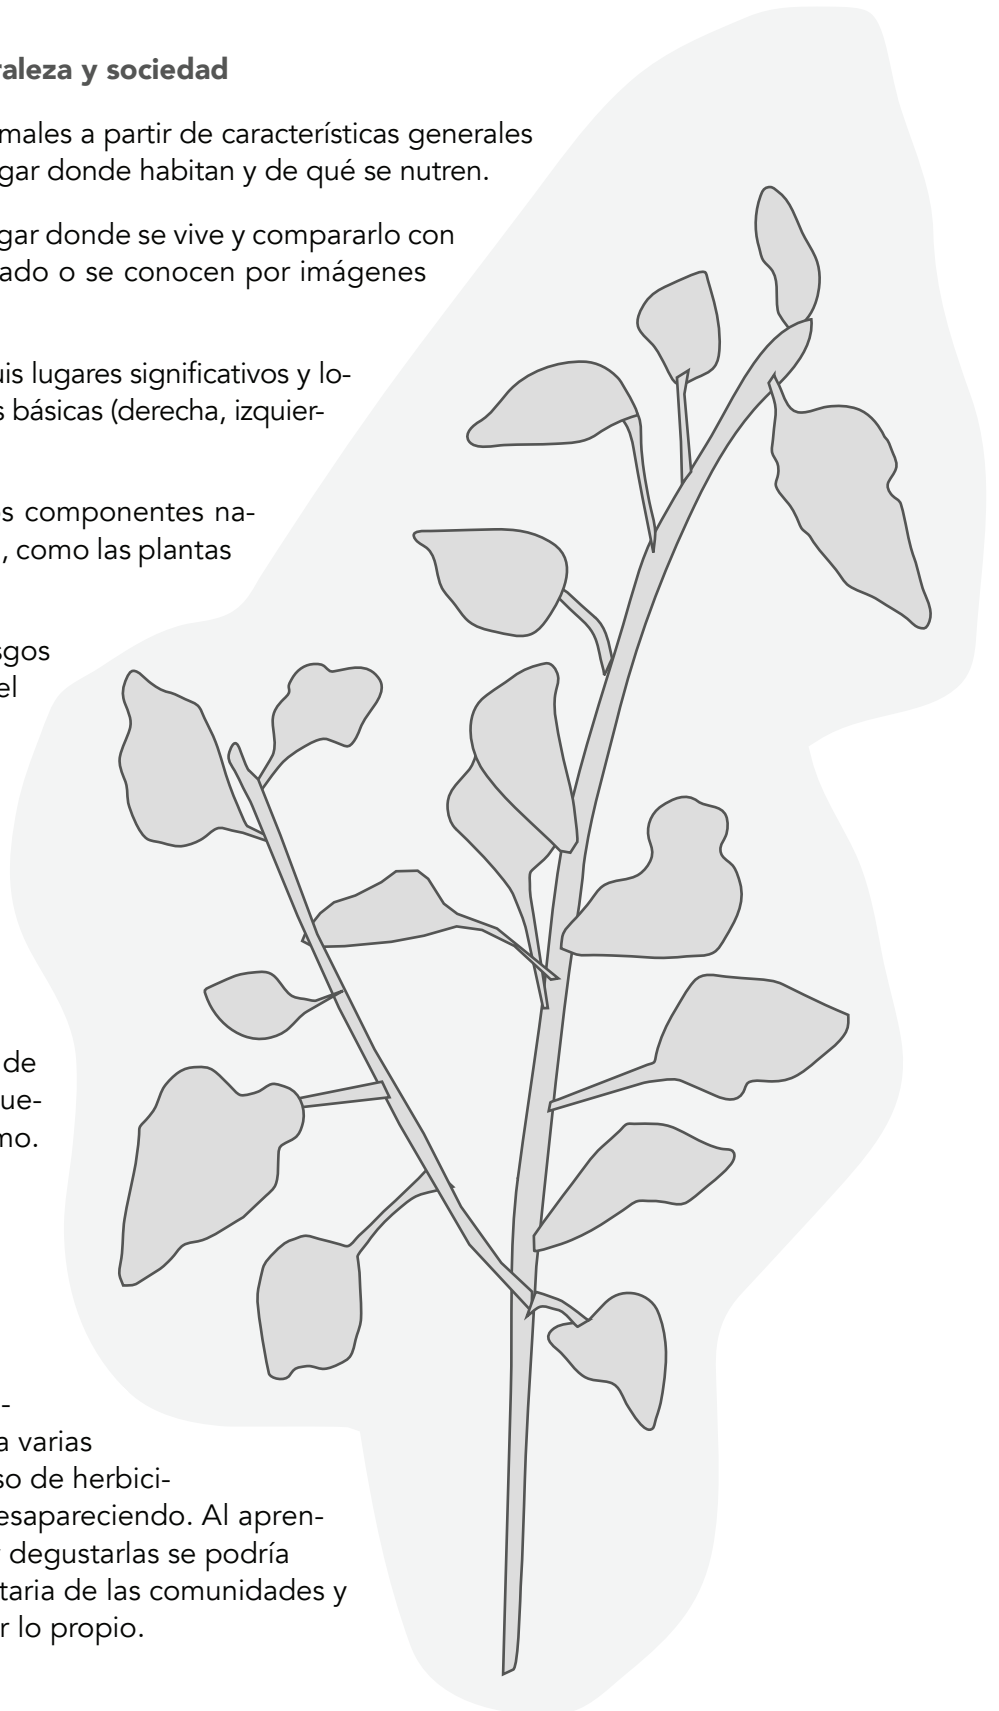 raleza y sociedad
males a partir de características generales
gar donde habitan y de qué se nutren.
gar donde se vive y compararlo con
ado o se conocen por imágenes
uis lugares significativos y lo-
s básicas (derecha, izquier-
s componentes na-
, como las plantas
sgos
el
de
ue-
mo.
-
a varias
so de herbici-
esapareciendo. Al apren-
degustarlas se podría
taria de las comunidades y
r lo propio.